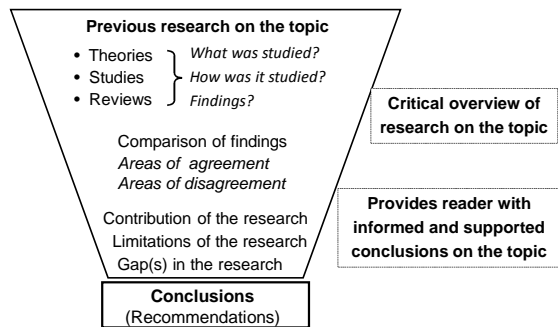 Previous research on the topic
• Theories
• Studies
• Reviews
What was studied?
How was it studied?
Findings?
Comparison of findings
Areas of agreement
Areas of disagreement
Contribution of the research
Limitations of the research
Gap(s) in the research
Conclusions
(Recommendations)
Critical overview of
research on the topic
Provides reader with
informed and supported
conclusions on the topic